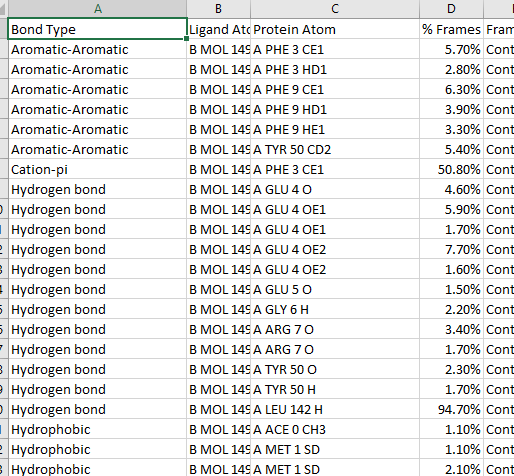 A B C D
Bond Type Ligand Atc Protein Atom % Frames Fram
Aromatic-Aromatic B MOL 149 A PHE 3 CE1 5.70% Cont
Aromatic-Aromatic B MOL 149 A PHE 3 HD1 2.80% Cont
Aromatic-Aromatic B MOL 149 A PHE 9 CE1 6.30% Cont
Aromatic-Aromatic B MOL 149 A PHE 9 HD1 3.90% Cont
Aromatic-Aromatic B MOL 149 A PHE 9 HE1 3.30% Cont
Aromatic-Aromatic B MOL 149 A TYR 50 CD2 5.40% Cont
Cation-pi B MOL 149 A PHE 3 CE1 50.80% Cont
Hydrogen bond B MOL 149 A GLU 4 O 4.60% Cont
Hydrogen bond B MOL 149 A GLU 4 OE1 5.90% Cont
Hydrogen bond B MOL 149 A GLU 4 OE1 1.70% Cont
Hydrogen bond B MOL 149 A GLU 4 OE2 7.70% Cont
Hydrogen bond B MOL 149 A GLU 4 OE2 1.60% Cont
Hydrogen bond B MOL 149 A GLU 5 O 1.50% Cont
Hydrogen bond B MOL 149 A GLY 6 H 2.20% Cont
Hydrogen bond B MOL 149 A ARG 7 O 3.40% Cont
Hydrogen bond B MOL 149 A ARG 7 O 1.70% Cont
Hydrogen bond B MOL 149 A TYR 50 O 2.30% Cont
Hydrogen bond B MOL 149 A TYR 50 H 1.70% Cont
Hydrogen bond B MOL 149 A LEU 142 H 94.70% Cont
Hydrophobic B MOL 149 A ACE 0 CH3 1.10% Cont
Hydrophobic B MOL 149 A MET 1 SD 1.10% Cont
Hydrophobic B MOL 149 A MET 1 SD 2.10% Cont